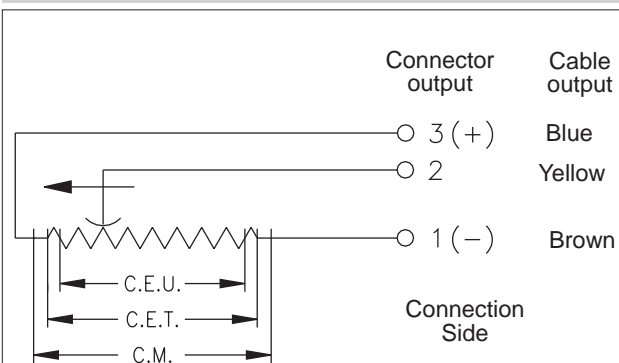 Connector output
Cable output
3 (+) Blue
2 Yellow
1 (−) Brown
C.E.U.
C.E.T.
C.M.
Connection Side